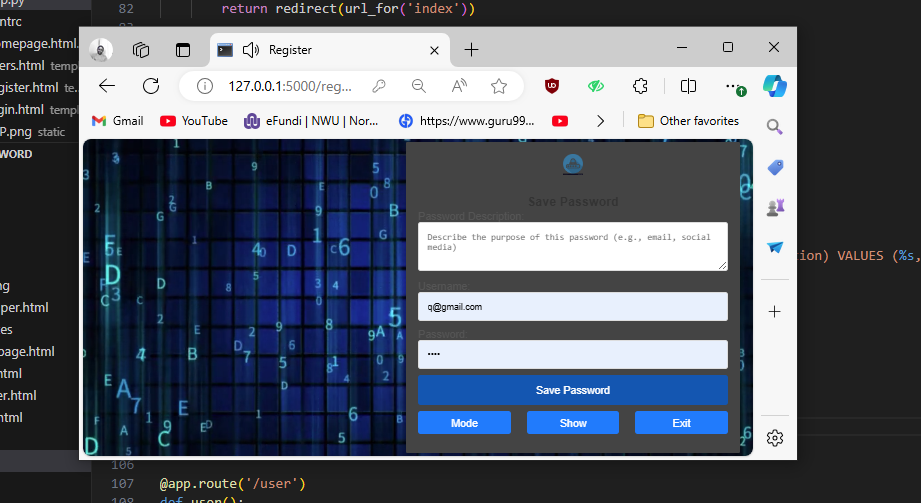 p.py
82 return redirect(url_for('index'))
ntrc
omepage.html
ers.html temp
gister.html te..
gin.html templ
P.png static
WORD
ng
per.html
es
page.html
html
er.html
html
Register
127.0.0.1:5000/reg...
Gmail YouTube eFundi | NWU | Nor... https://www.guru99... Other favorites
Save Password
Password Description:
Describe the purpose of this password (e.g., email, social
media)
Username:
q@gmail.com
Password:
••••
Save Password
Mode Show Exit
tion) VALUES (%s,
106
107 @app.route('/user')
108 def user():